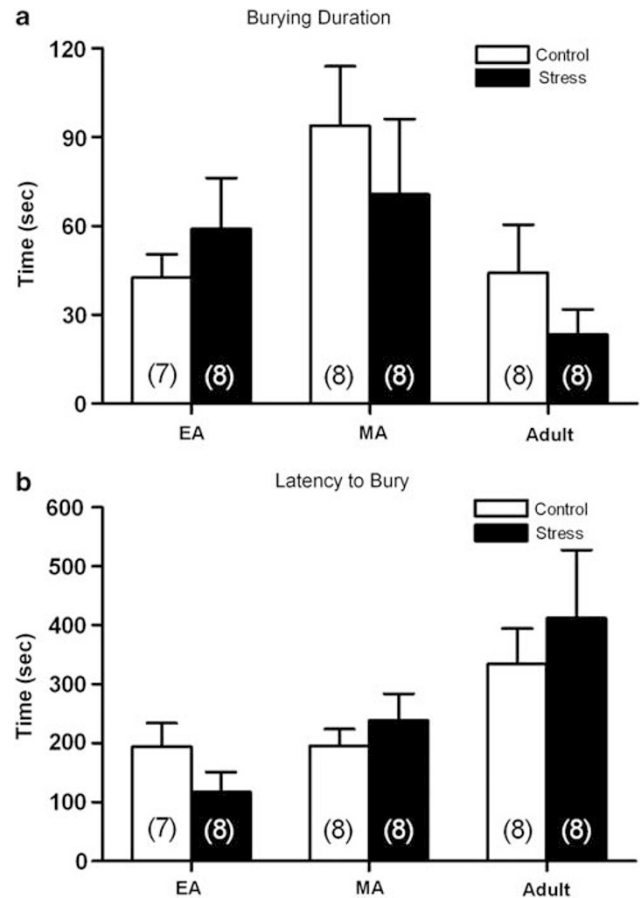 a
Burying Duration
120
90
60
30
0
Time (sec)
Control
Stress
(7) (8) (8) (8) (8) (8)
EA MA Adult
b
Latency to Bury
600
500
400
300
200
100
0
Time (sec)
Control
Stress
(7) (8) (8) (8) (8) (8)
EA MA Adult